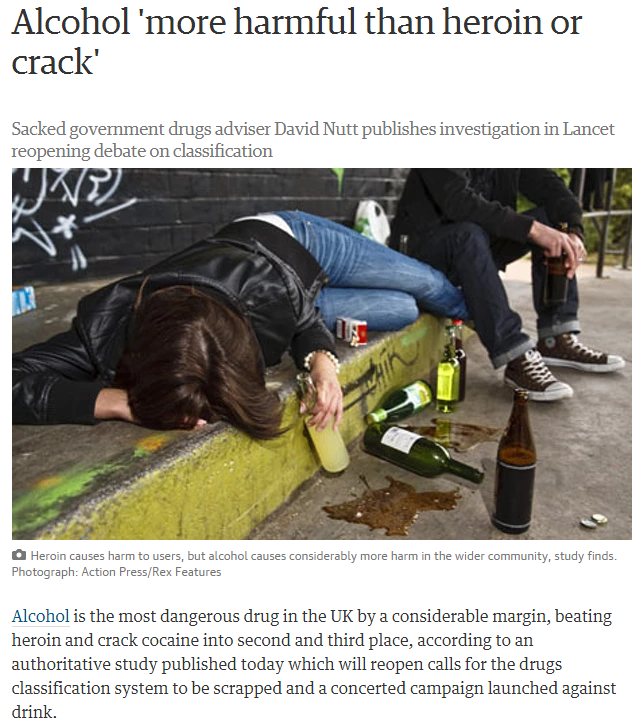 Alcohol 'more harmful than heroin or
crack'
Sacked government drugs adviser David Nutt publishes investigation in Lancet
reopening debate on classification
Heroin causes harm to users, but alcohol causes considerably more harm in the wider community, study finds.
Photograph: Action Press/Rex Features
Alcohol is the most dangerous drug in the UK by a considerable margin, beating
heroin and crack cocaine into second and third place, according to an
authoritative study published today which will reopen calls for the drugs
classification system to be scrapped and a concerted campaign launched against
drink.